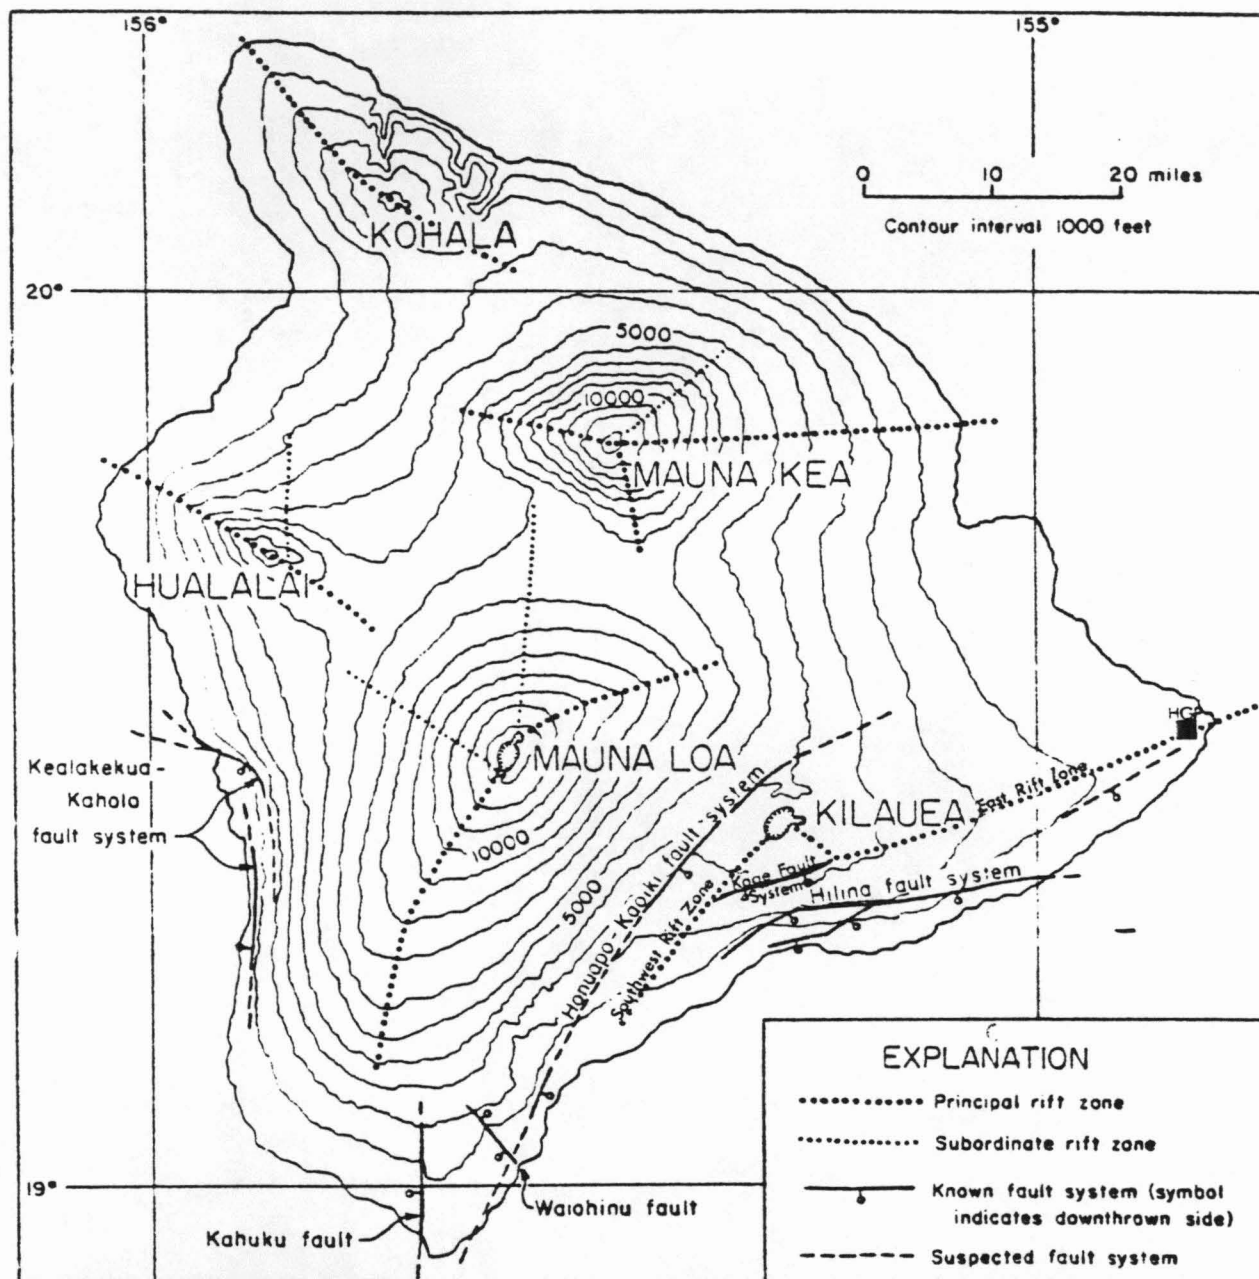 156°
155°
0 10 20 miles
Contour interval 1000 feet
KOHALA
20°
5000
10000
MAUNA KEA
HUALALAI
HGP
MAUNA LOA
Kealakekua-
Kahola
fault system
KILAUEA
East Rift Zone
10000
5000
Honuapo-Kaoiki fault-system
Southwest Rift Zone
Koae Fault
System
Hilina fault system
EXPLANATION
Principal rift zone
Subordinate rift zone
Known fault system (symbol
indicates downthrown side)
Suspected fault system
19°
Waiohinu fault
Kahuku fault